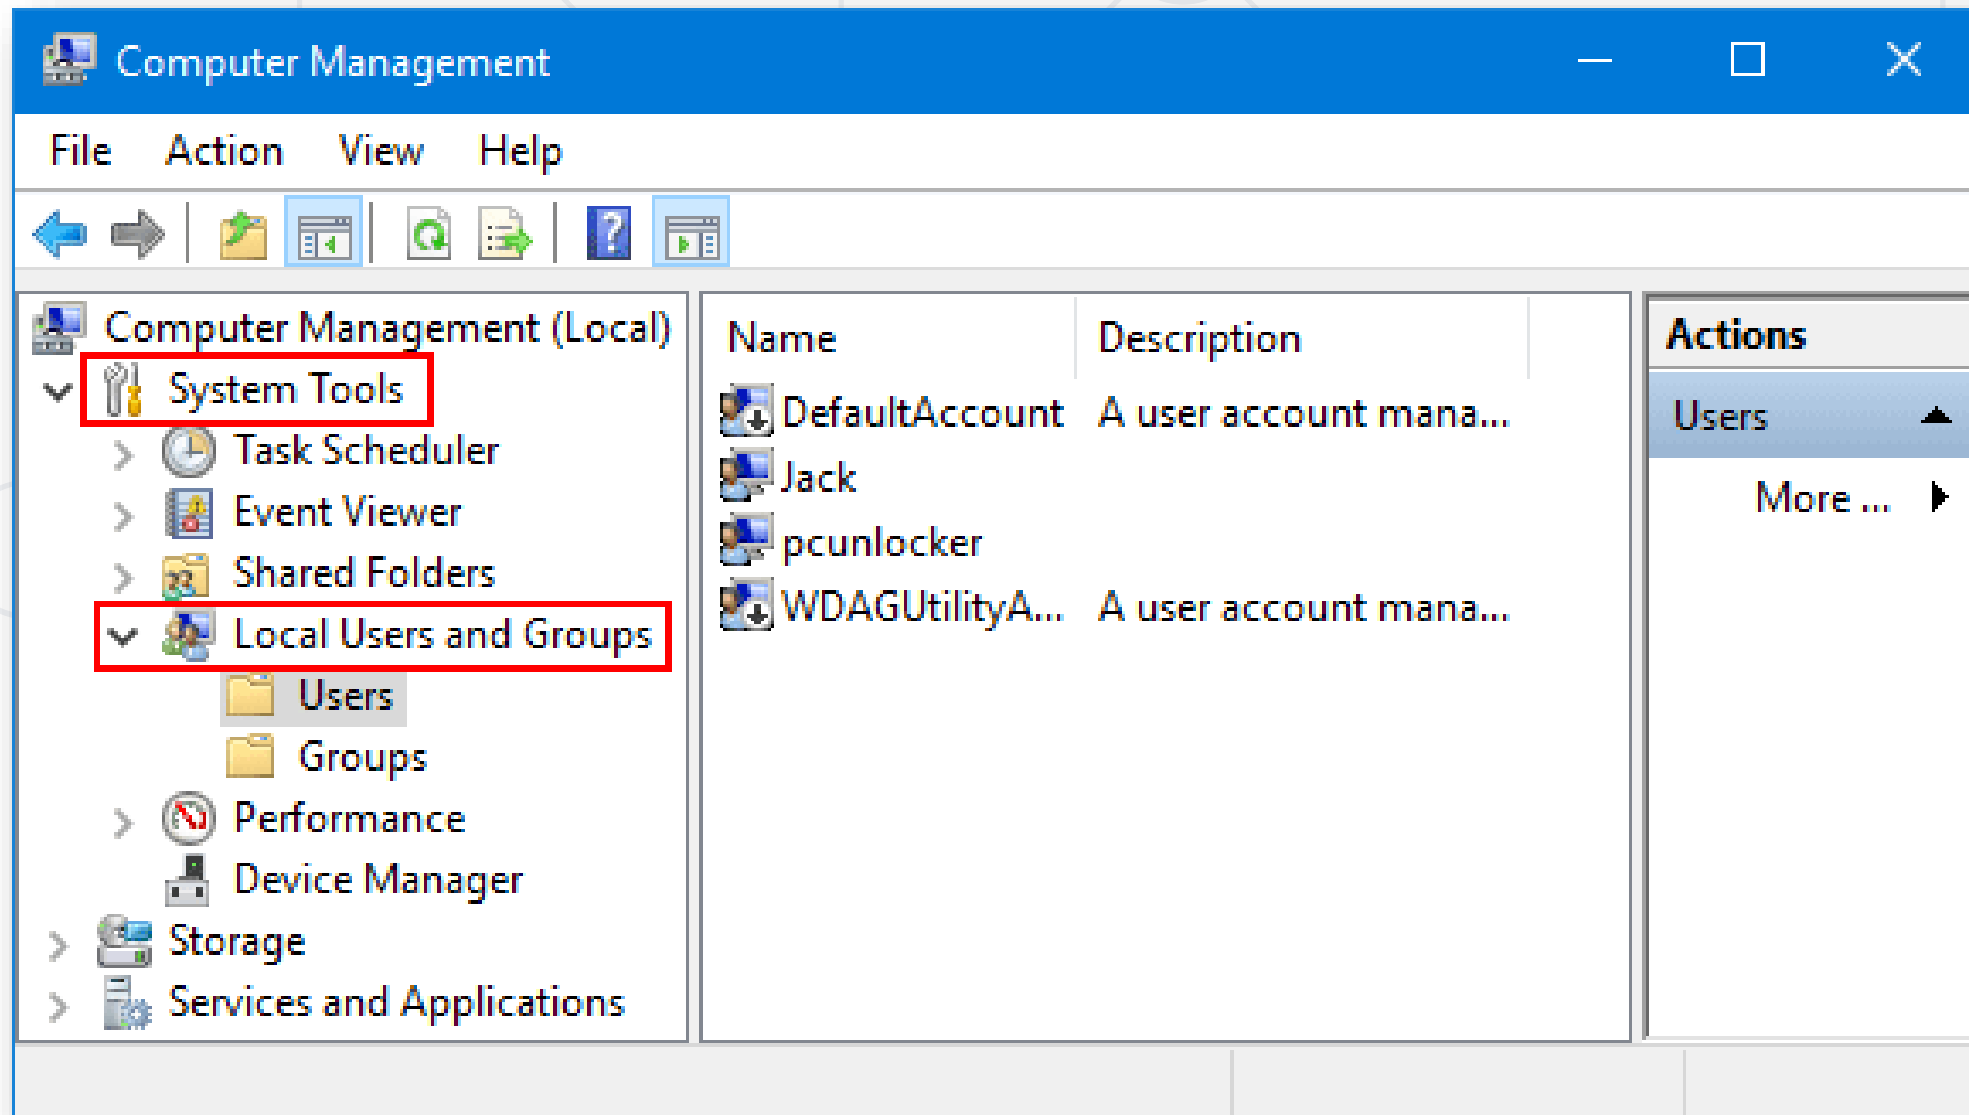 Computer Management
File Action View Help
Computer Management (Local)
System Tools
Task Scheduler
Event Viewer
Shared Folders
Local Users and Groups
Users
Groups
Performance
Device Manager
Storage
Services and Applications
Name Description
DefaultAccount A user account mana...
Jack
pcunlocker
WDAGUtilityA... A user account mana...
Actions
Users
More ...